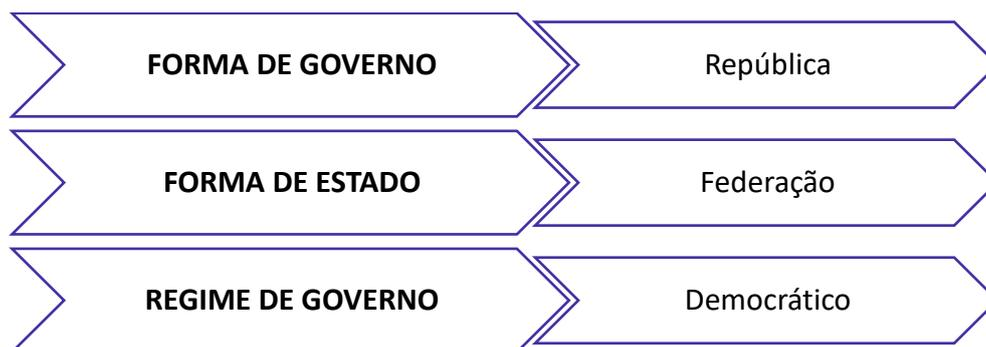 FORMA DE GOVERNO
República
FORMA DE ESTADO
Federação
REGIME DE GOVERNO
Democrático